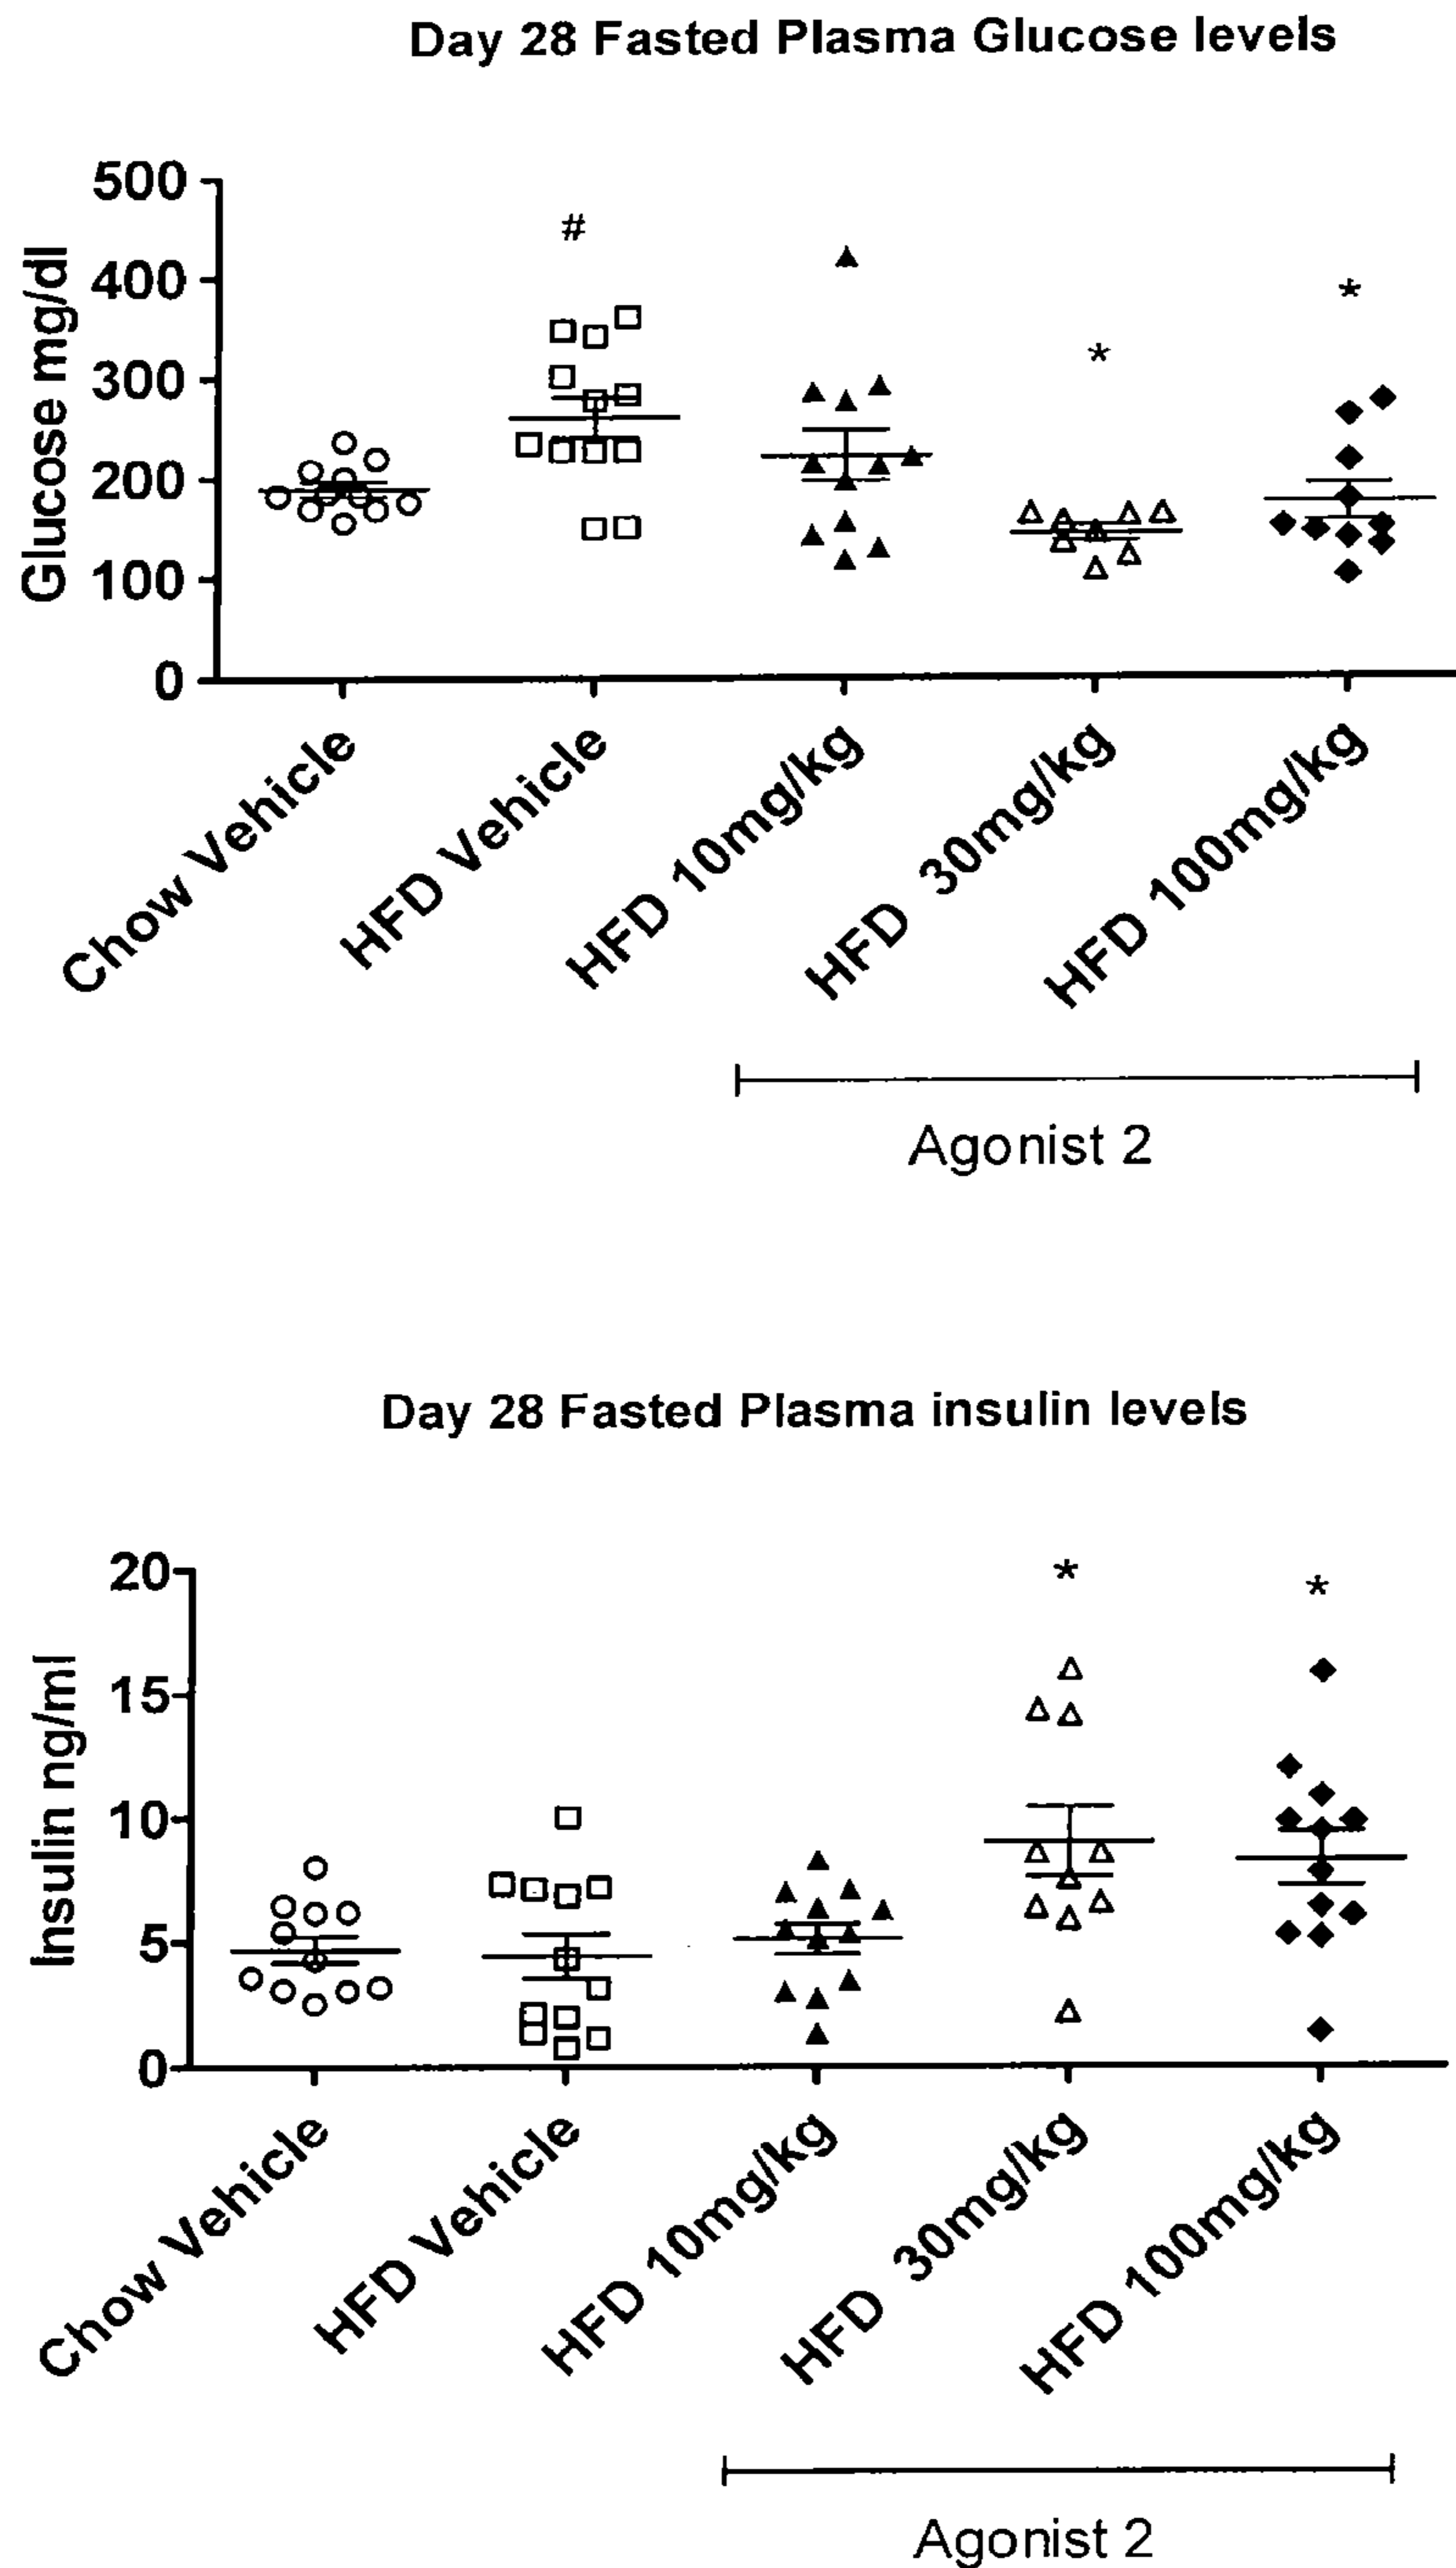 Day 28 Fasted Plasma Glucose levels
Glucose mg/dl
500
400
300
200
100
0
#
*
*
Chow Vehicle
HFD Vehicle
HFD 10mg/kg
HFD 30mg/kg
HFD 100mg/kg
Agonist 2
Day 28 Fasted Plasma insulin levels
Insulin ng/ml
20
15
10
5
0
*
*
Chow Vehicle
HFD Vehicle
HFD 10mg/kg
HFD 30mg/kg
HFD 100mg/kg
Agonist 2